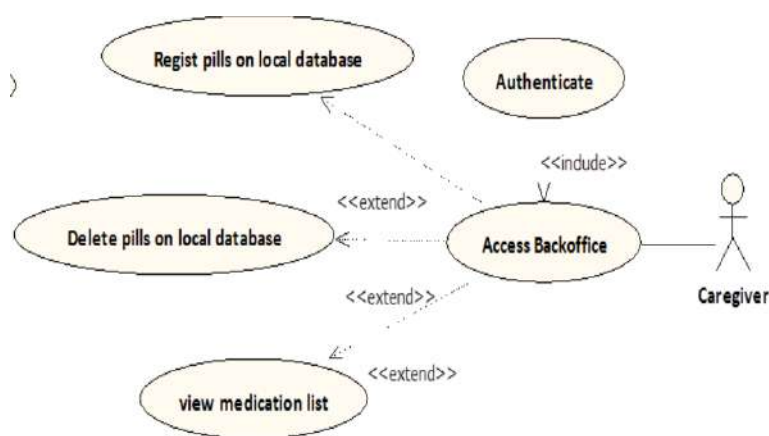 Regist pills on local database
Authenticate
<<include>>
<<extend>>
Delete pills on local database
Access Backoffice
<<extend>>
Caregiver
<<extend>>
view medication list